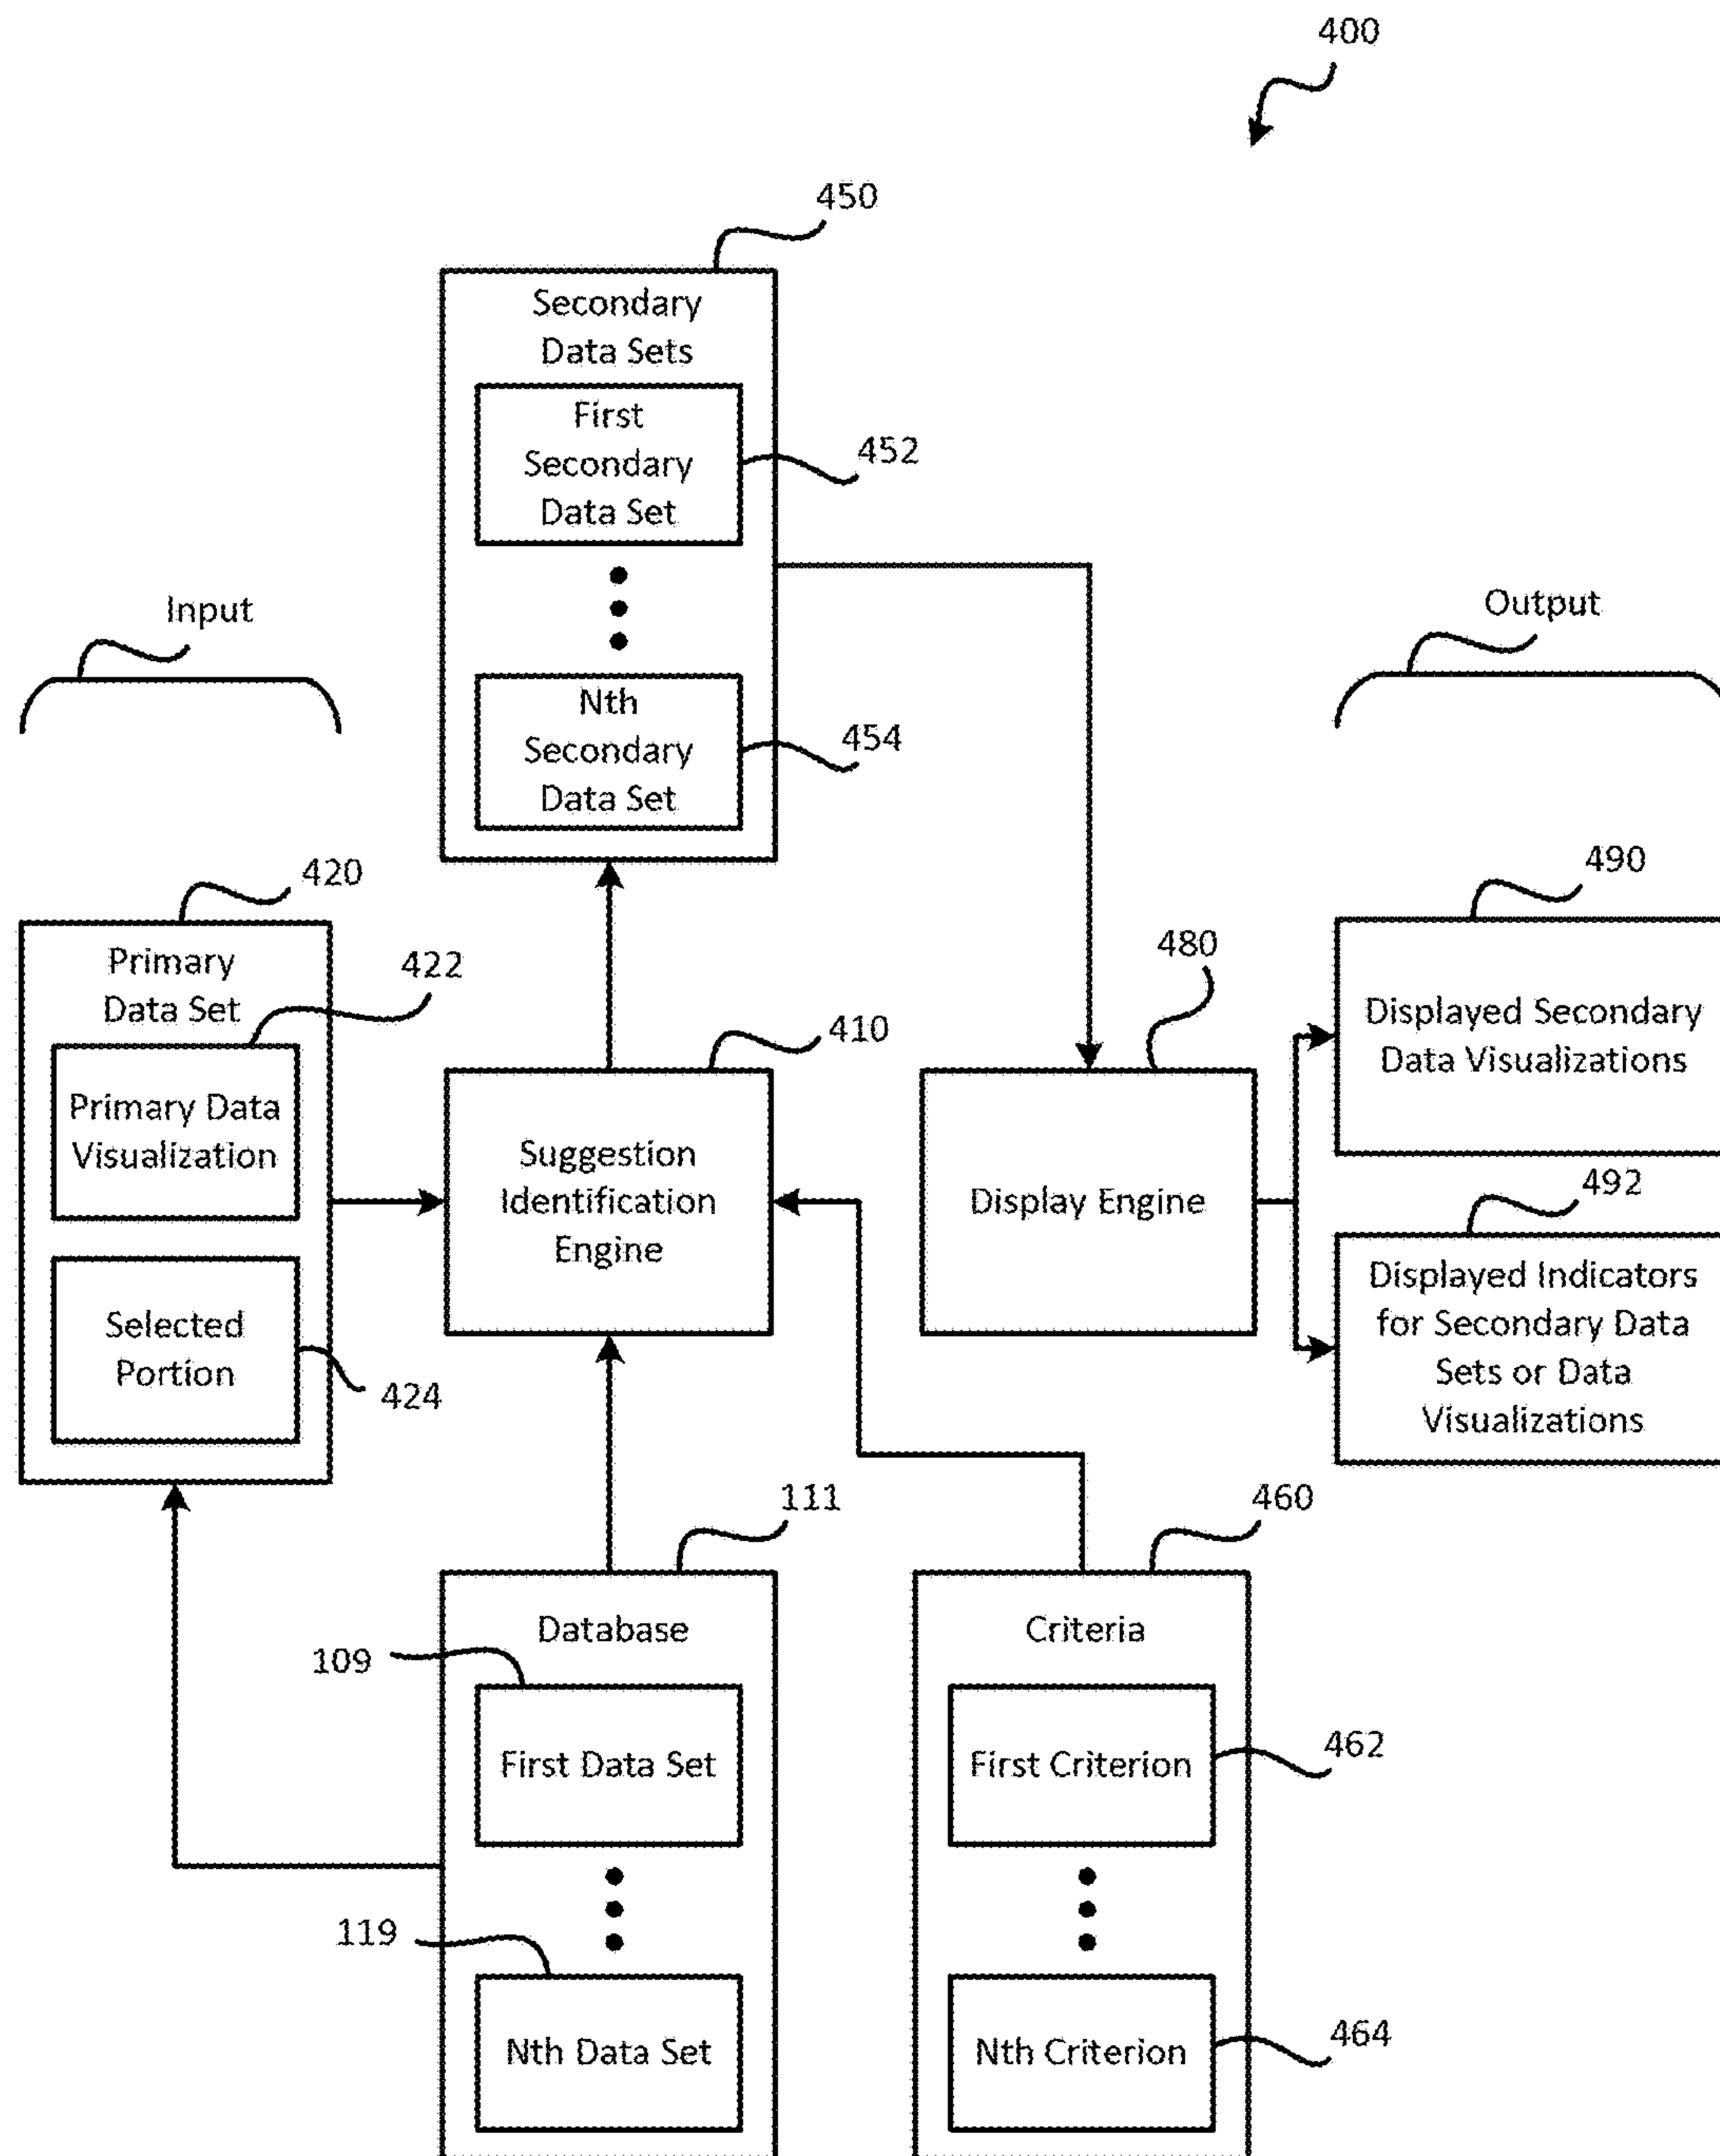 400
450
Secondary
Data Sets
First
Secondary
Data Set
452
Input
Output
Nth
Secondary
Data Set
454
420
490
Primary
Data Set
422
480
Displayed Secondary
Data Visualizations
Primary Data
Visualization
410
Suggestion
Identification
Engine
Display Engine
492
Displayed Indicators
for Secondary Data
Sets or Data
Visualizations
Selected
Portion
424
111
460
Database
Criteria
109
First Data Set
First Criterion
462
119
Nth Data Set
Nth Criterion
464